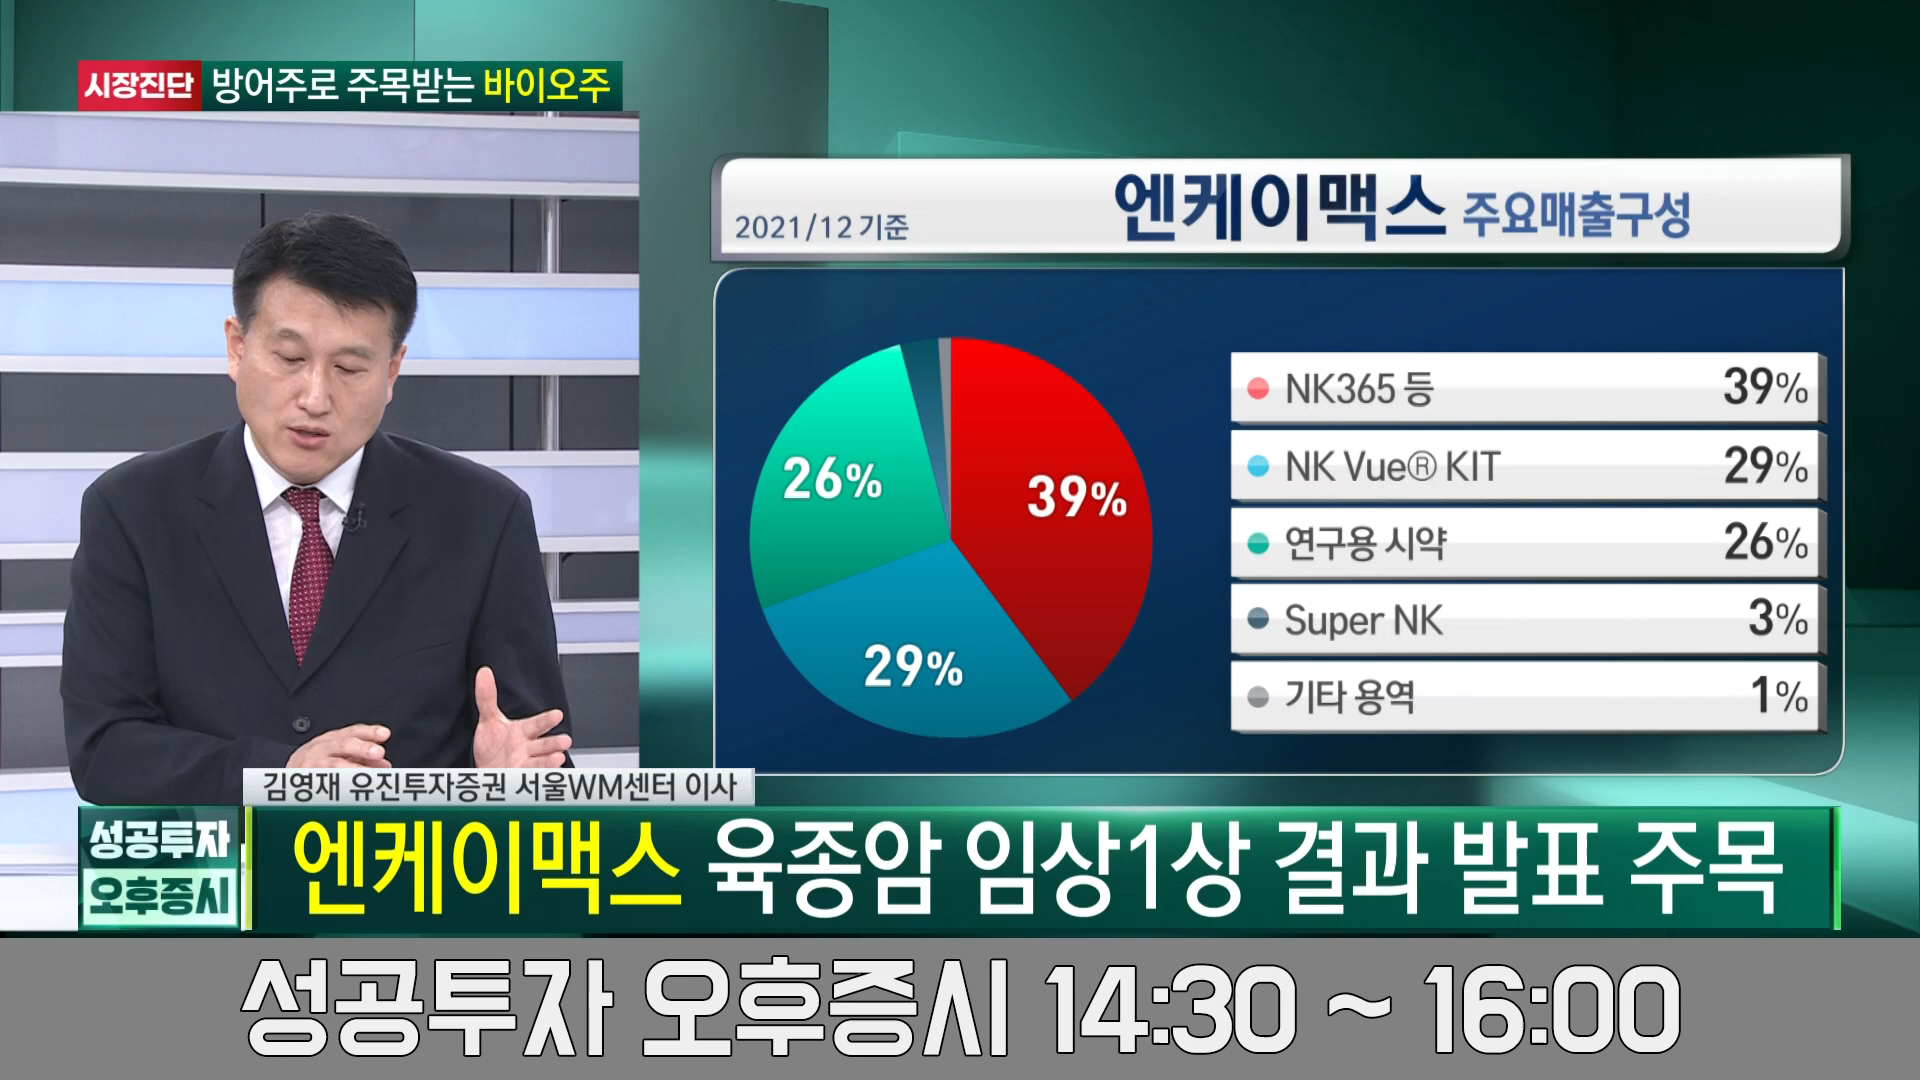 시장진단 방어주로 주목받는 바이오주
2021/12 기준 엔케이맥스 주요매출구성
39%
29%
26%
NK365 등 39%
NK Vue® KIT 29%
연구용 시약 26%
Super NK 3%
기타 용역 1%
김영재 유진투자증권 서울WM센터 이사
성공투자
오후증시
엔케이맥스 육종암 임상1상 결과 발표 주목
성공투자 오후증시 14:30 ~ 16:00